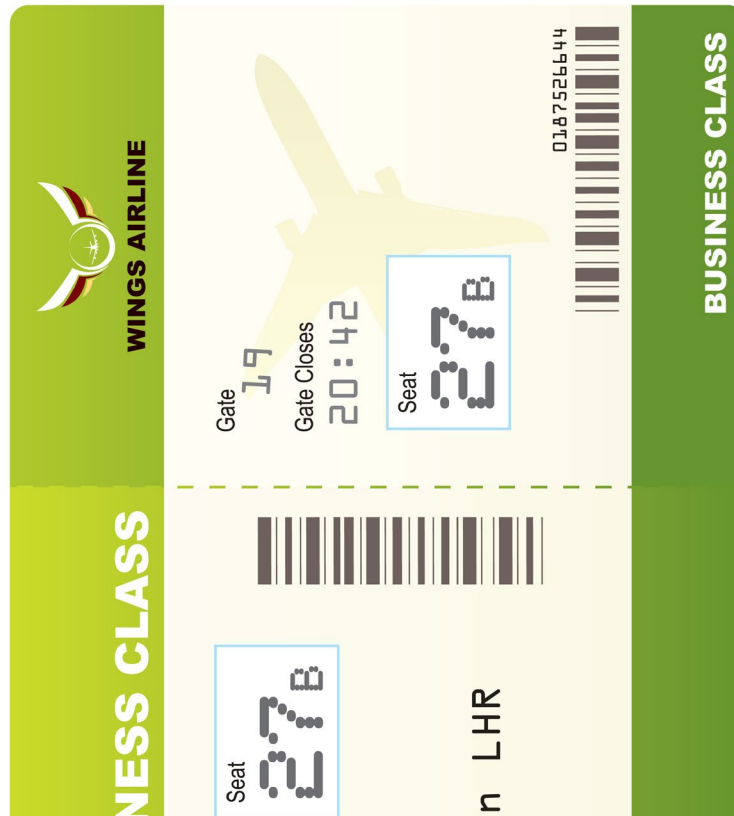 NESS CLASS
Seat
27B
n LHR
WINGS AIRLINE
Gate
19
Gate Closes
20:42
Seat
27B
0187526644
BUSINESS CLASS